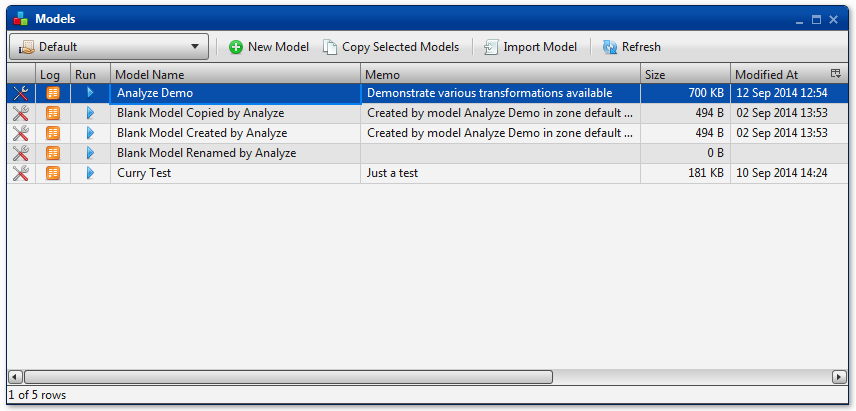 Models
Default New Model Copy Selected Models Import Model Refresh
Log Run Model Name Memo Size Modified At
Analyze Demo Demonstrate various transformations available 700 KB 12 Sep 2014 12:54
Blank Model Copied by Analyze Created by model Analyze Demo in zone default ... 494 B 02 Sep 2014 13:53
Blank Model Created by Analyze Created by model Analyze Demo in zone default ... 494 B 02 Sep 2014 13:53
Blank Model Renamed by Analyze 0 B
Curry Test Just a test 181 KB 10 Sep 2014 14:24
1 of 5 rows